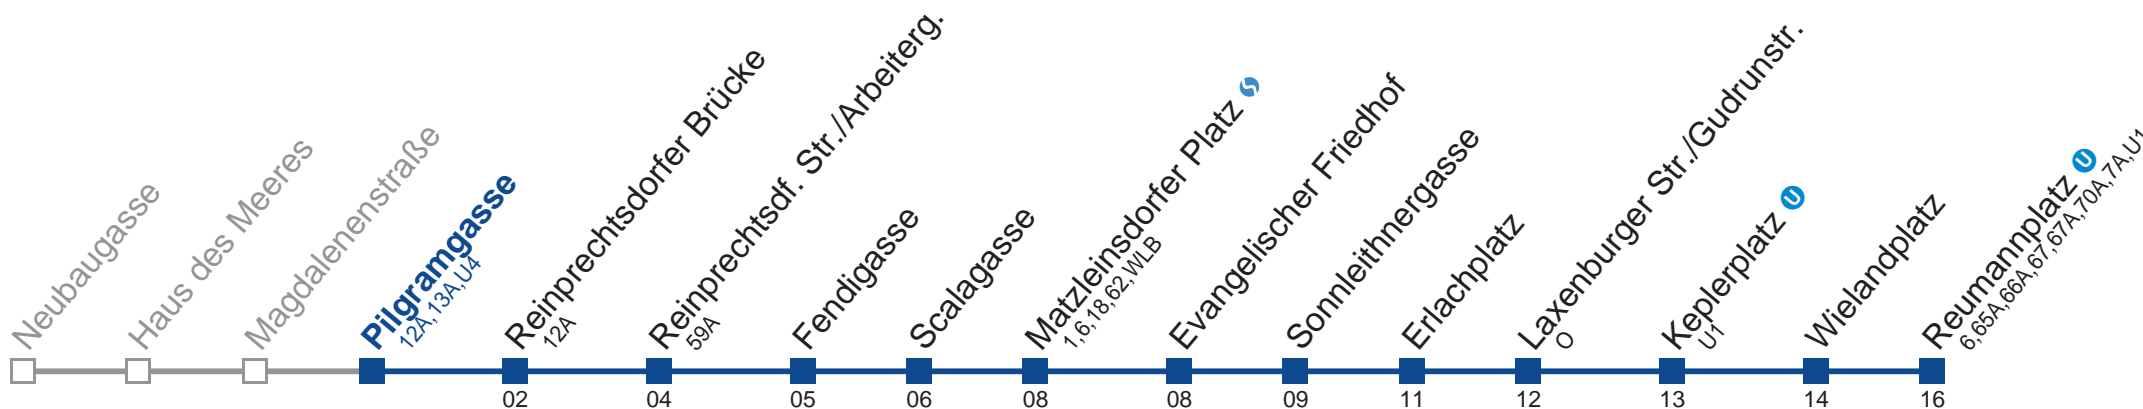 Neubaugasse
Haus des Meeres
Magdalenenstraße
Pilgramgasse
12A,13A,U4
Reinprechtsdorfer Brücke
12A
02
Reinprechtsdf. Str./Arbeiterg.
59A
04
Fendigasse
05
Scalagasse
06
Matzleinsdorfer Platz
1,6,18,62,WLB
08
Evangelischer Friedhof
08
Sonnleithnergasse
09
Erlachplatz
11
Laxenburger Str./Gudrunstr.
O
12
Keplerplatz U
U1
13
Wielandplatz
14
Reumannplatz U
6,65A,66A,67,67A,70A,7A,U1
16